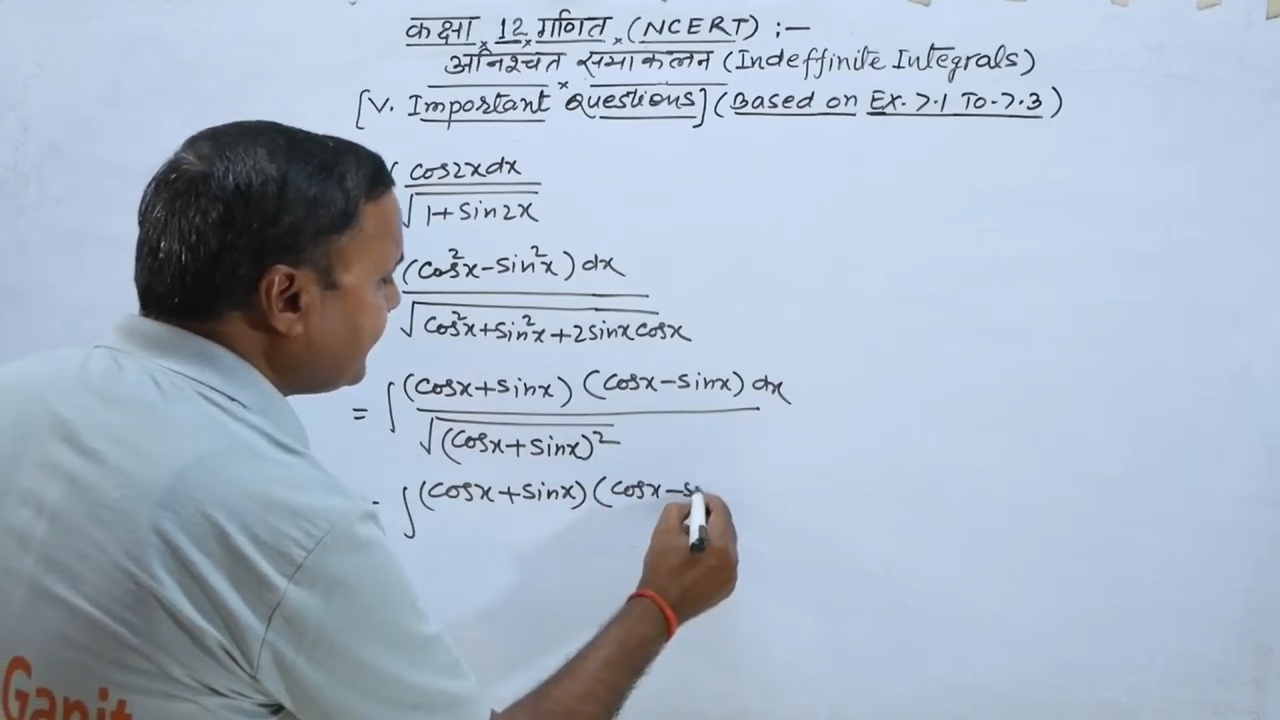 कक्षा 12 गणित (NCERT) :-
अनिश्चत समाकलन (Indeffinite Integrals)
[V. Important Questions] (Based on Ex. 7.1 To 7.3)
cos2x dx
√1+sin2x
(cos²x-sin²x) dx
√cos²x+sin²x+2sinx cosx
= ∫ (cosx+sinx) (cosx-sinx) dx
√(cosx+sinx)²
= ∫ (cosx+sinx) (cosx-s
Ganit